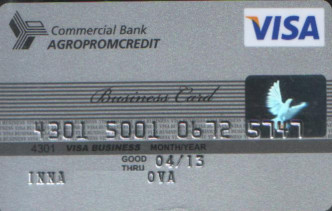 Commercial Bank
AGROPROMCREDIT
VISA
Business Card
4301 5001 0672
4301 VISA BUSINESS MONTH/YEAR
GOOD THRU 04/13
INNA OVA